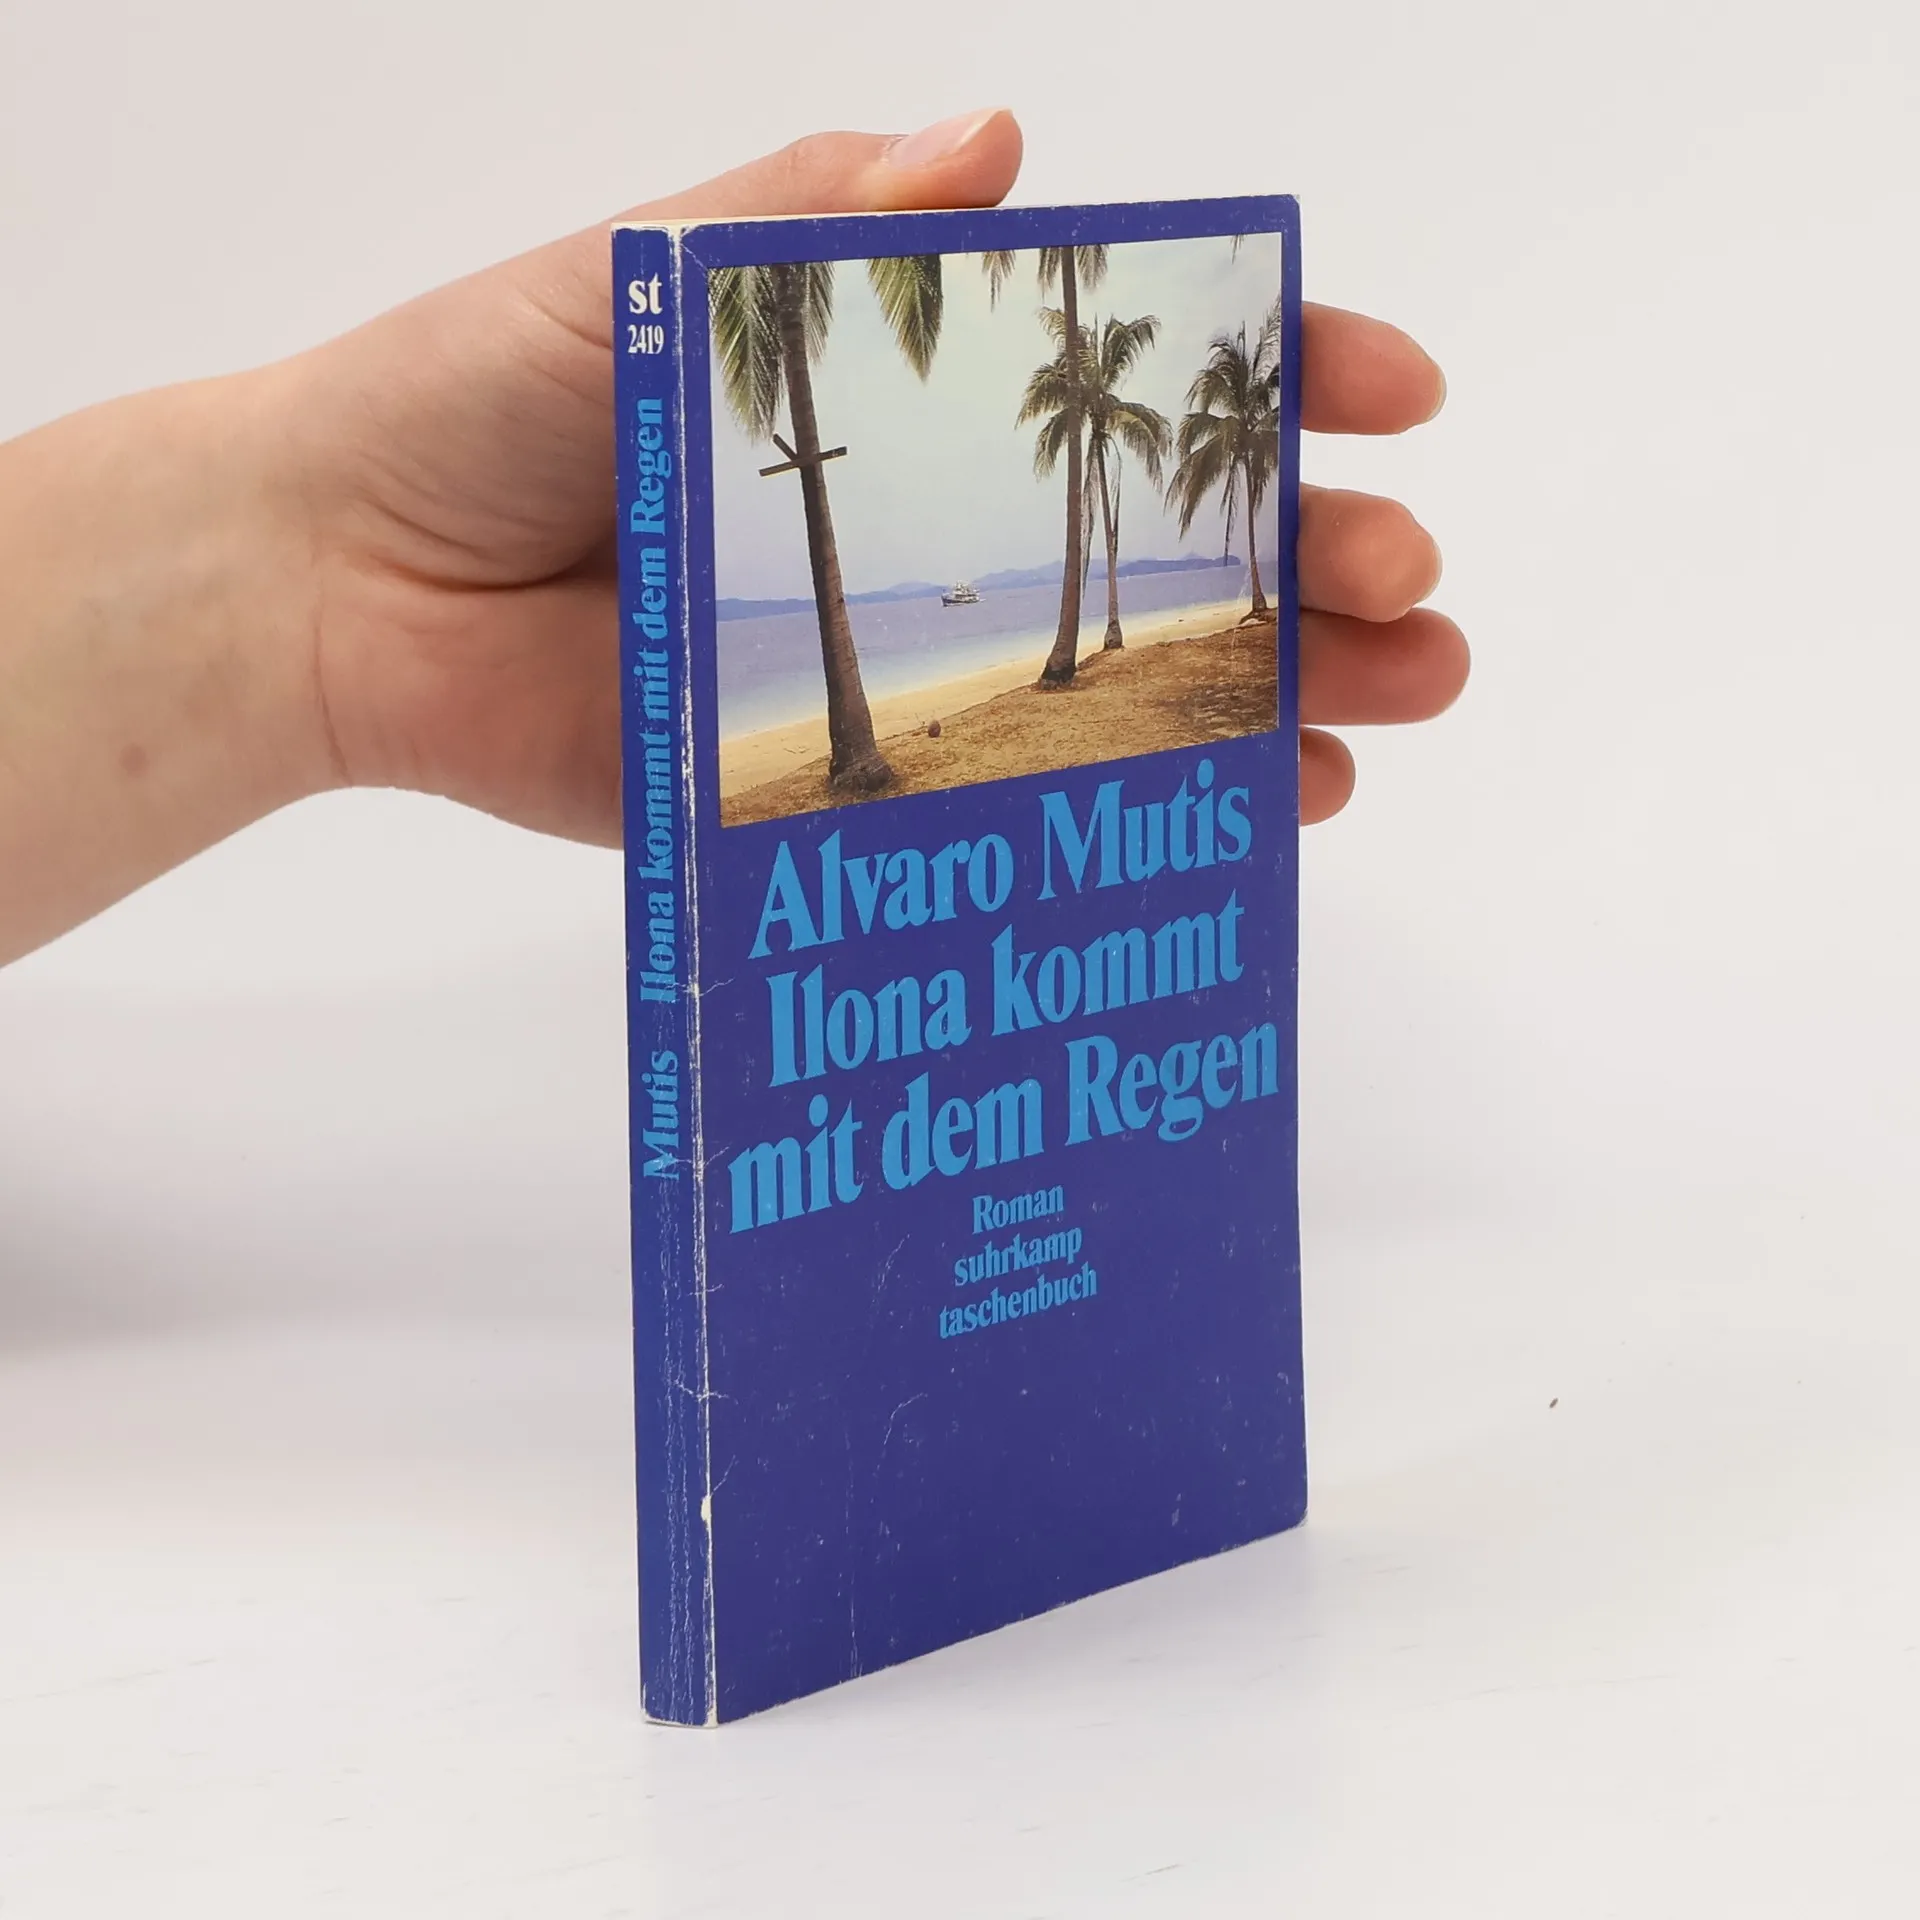 st
2419
Mutis Ilona kommt mit dem Regen
Alvaro Mutis
Ilona kommt
mit dem Regen
Roman
suhrkamp
taschenbuch